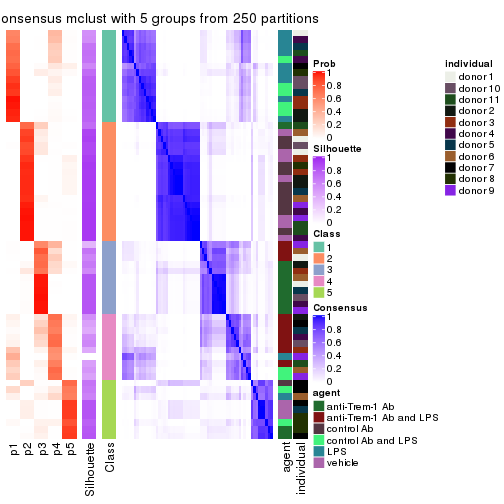 onsensus mclust with 5 groups from 250 partitions
Prob
1
0.8
0.6
0.4
0.2
0
Silhouette
1
0.8
0.6
0.4
0.2
0
Class
1
2
3
4
5
Consensus
1
0.8
0.6
0.4
0.2
0
agent
anti-Trem-1 Ab
anti-Trem-1 Ab and LPS
control Ab
control Ab and LPS
LPS
vehicle
individual
donor 1
donor 10
donor 11
donor 2
donor 3
donor 4
donor 5
donor 6
donor 7
donor 8
donor 9
p1
p2
p3
p4
p5
Silhouette
Class
agent
individual